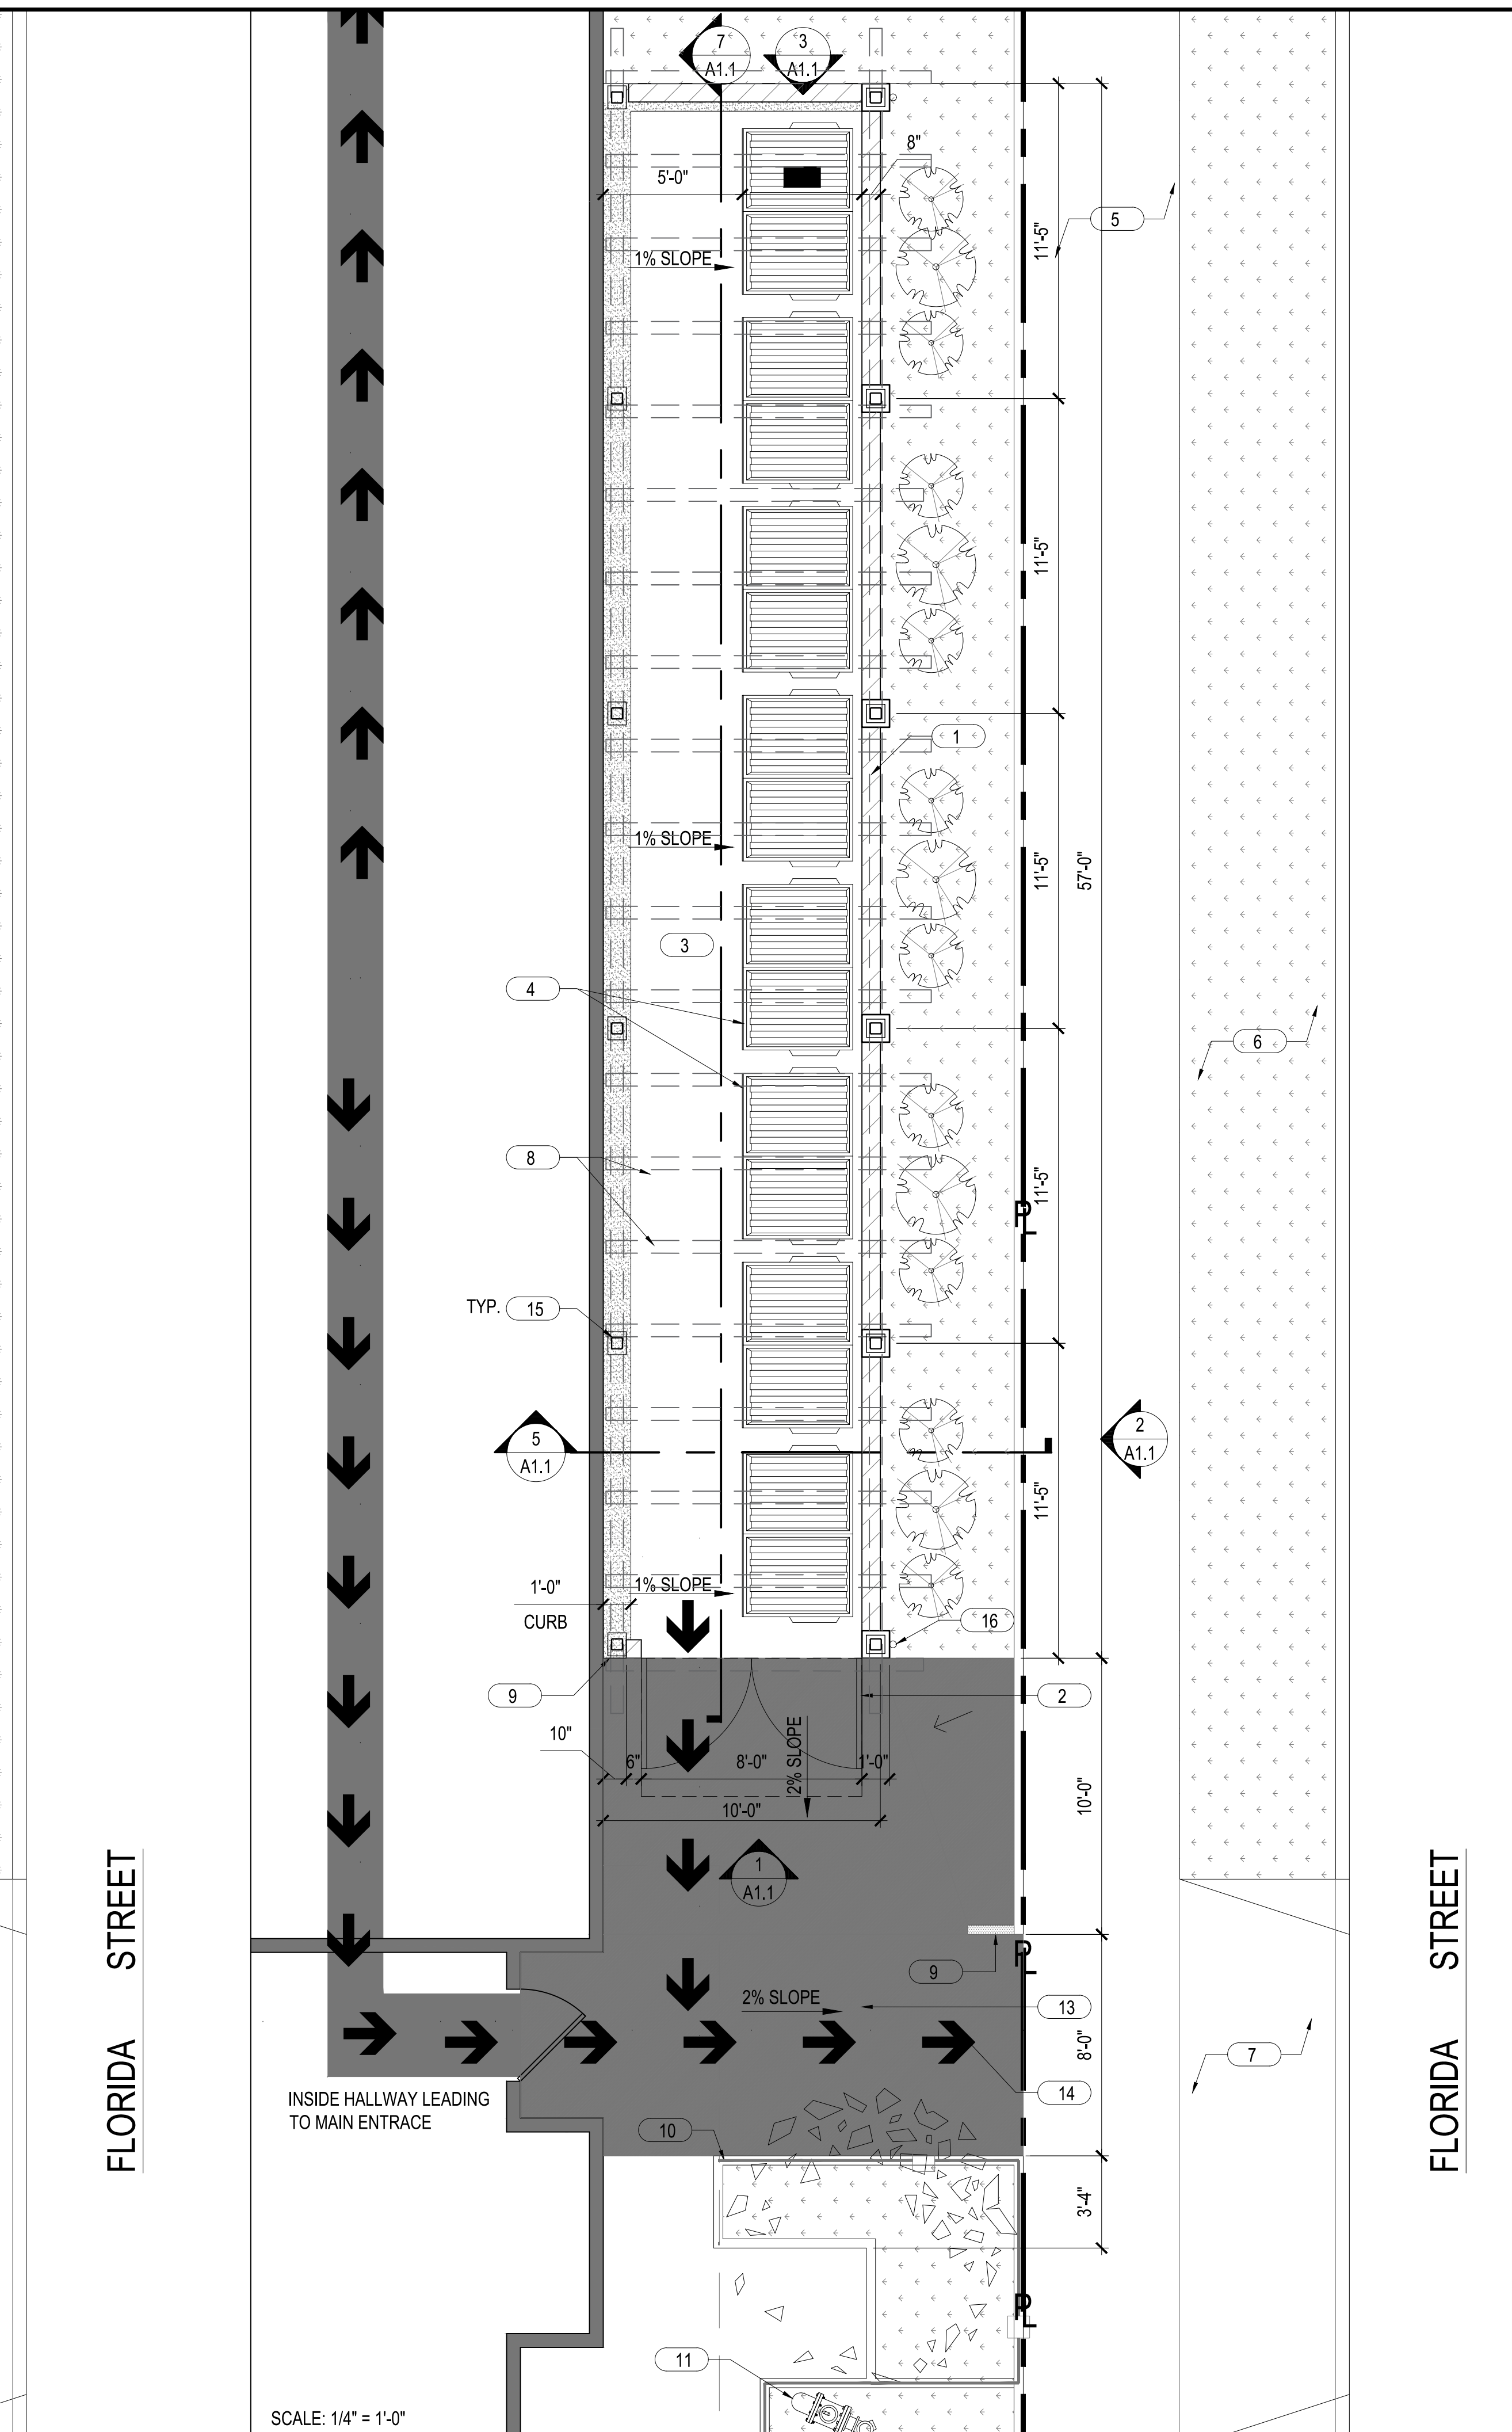 7
A1.1
3
A1.1
8"
5'-0"
5
11'-5"
1% SLOPE
11'-5"
1
1% SLOPE
11'-5"
57'-0"
3
4
6
8
11'-5"
PL
TYP. 15
5
A1.1
2
A1.1
11'-5"
1'-0"
CURB
1% SLOPE
16
9
2
10"
6"
8'-0"
1'-0"
2% SLOPE
10'-0"
10'-0"
1
A1.1
FLORIDA STREET
FLORIDA STREET
PL
9
2% SLOPE
13
8'-0"
7
14
INSIDE HALLWAY LEADING
TO MAIN ENTRACE
10
3'-4"
PL
11
SCALE: 1/4" = 1'-0"